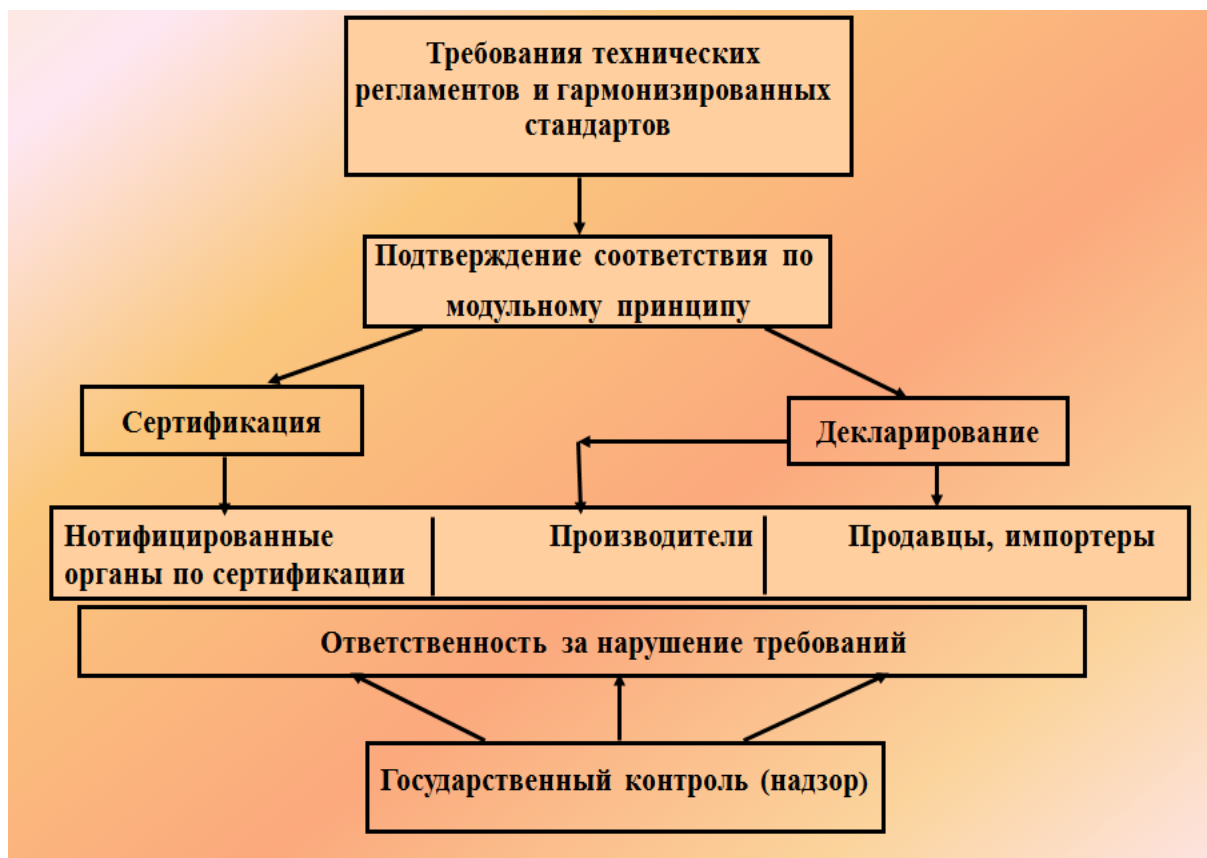 Требования технических
регламентов и гармонизированных
стандартов
Подтверждение соответствия по
модульному принципу
Сертификация
Декларирование
Нотифицированные
органы по сертификации
Производители
Продавцы, импортеры
Ответственность за нарушение требований
Государственный контроль (надзор)